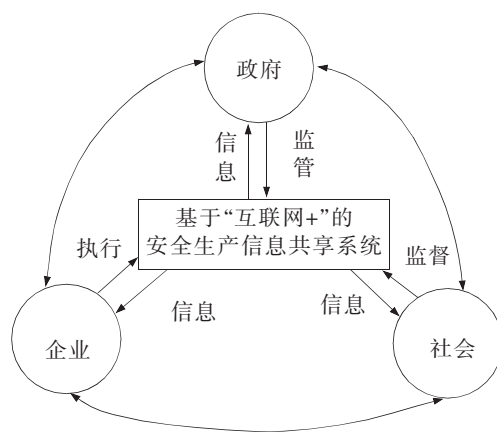 政府
信息
监管
基于“互联网+”的
安全生产信息共享系统
执行
监督
信息
信息
企业
社会